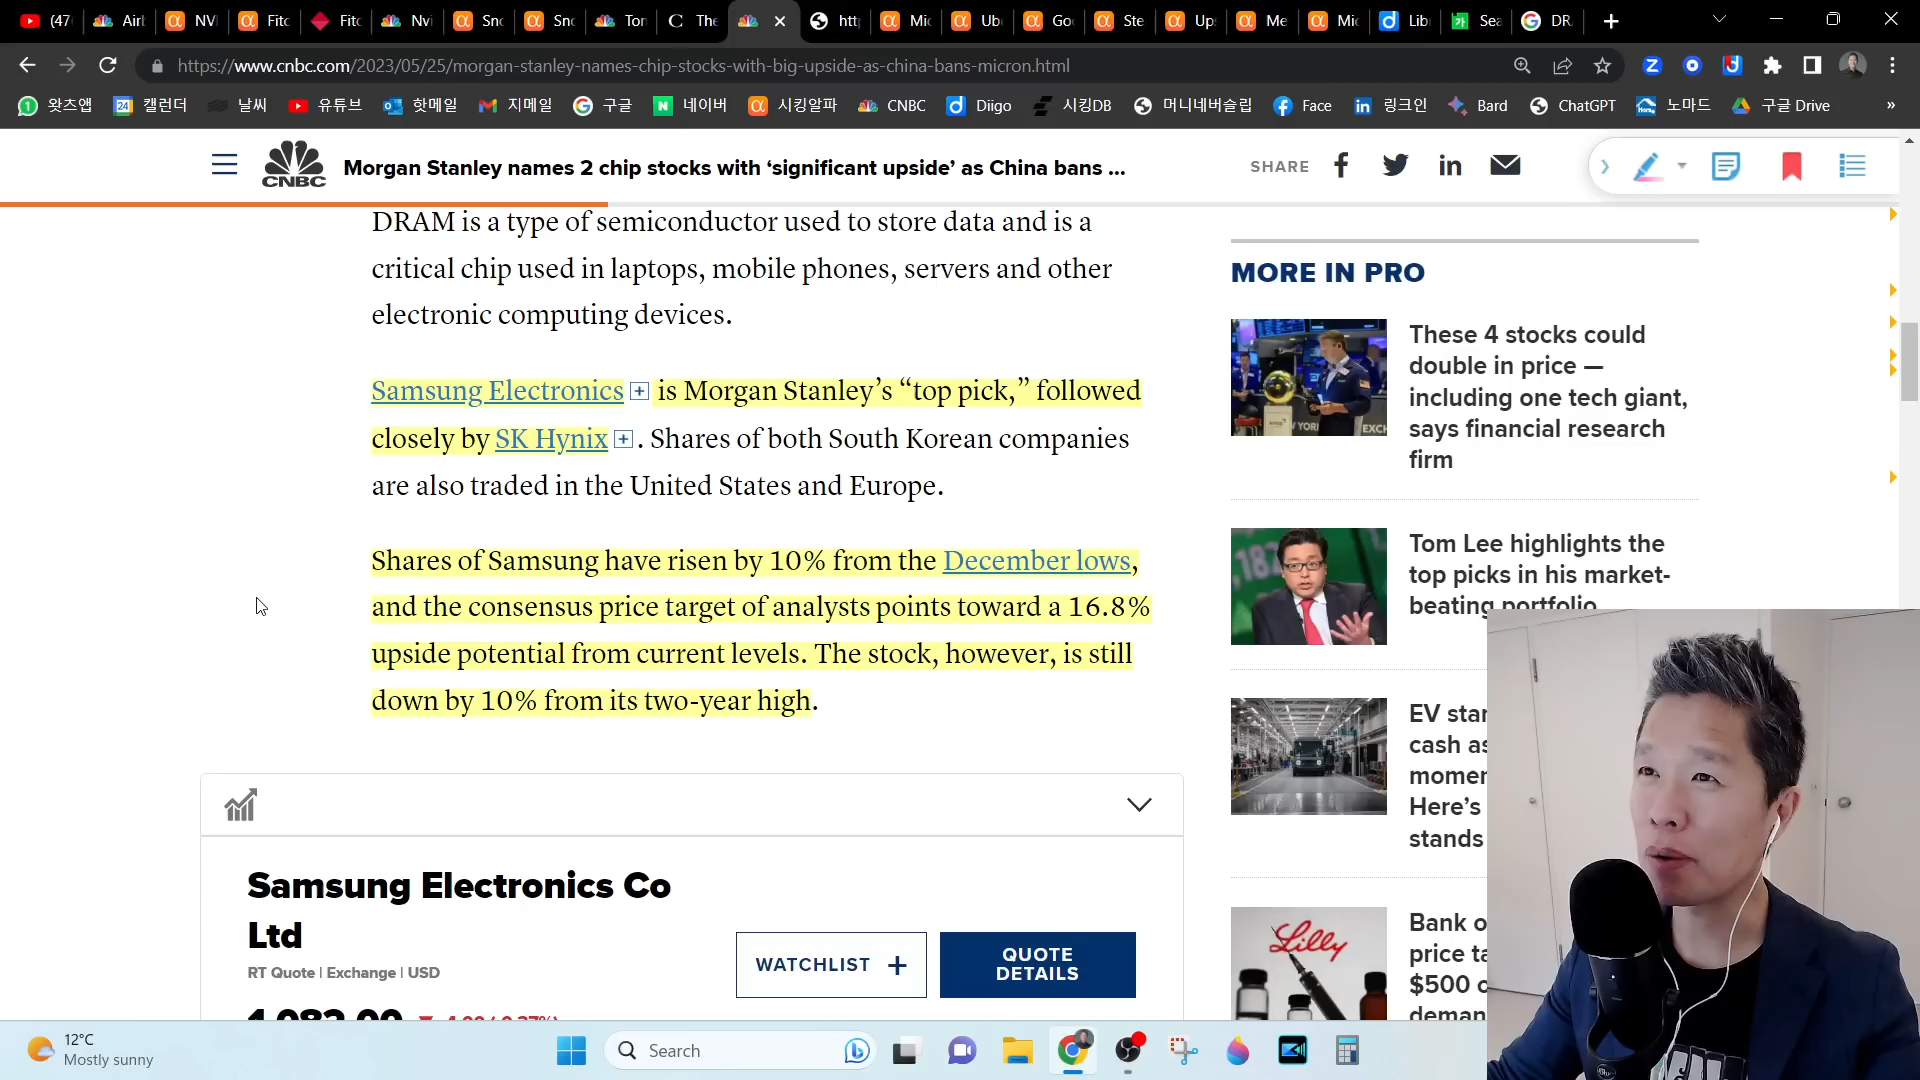 (47
Airl
NV
Fitc
Fitc
Nvi
Sno
Sno
Tor
The
htt
Mic
Ub
Go
Ste
Up
Me
Mic
Lib
Sea
DR
https://www.cnbc.com/2023/05/25/morgan-stanley-names-chip-stocks-with-big-upside-as-china-bans-micron.html
왓츠앱
캘린더
날씨
유튜브
핫메일
지메일
구글
네이버
시킹알파
CNBC
Diigo
시킹DB
머니네버슬립
Face
링크인
Bard
ChatGPT
노마드
구글 Drive
»
CNBC
Morgan Stanley names 2 chip stocks with ‘significant upside’ as China bans ...
SHARE
DRAM is a type of semiconductor used to store data and is a
critical chip used in laptops, mobile phones, servers and other
electronic computing devices.
Samsung Electronics + is Morgan Stanley’s “top pick,” followed
closely by SK Hynix + . Shares of both South Korean companies
are also traded in the United States and Europe.
Shares of Samsung have risen by 10% from the December lows,
and the consensus price target of analysts points toward a 16.8%
upside potential from current levels. The stock, however, is still
down by 10% from its two-year high.
Samsung Electronics Co
Ltd
RT Quote | Exchange | USD
WATCHLIST +
QUOTE
DETAILS
MORE IN PRO
These 4 stocks could
double in price —
including one tech giant,
says financial research
firm
Tom Lee highlights the
top picks in his market-
beating portfolio
EV star
cash as
momer
Here’s
stands
Lilly
Bank o
price ta
$500 o
deman
12°C
Mostly sunny
Search